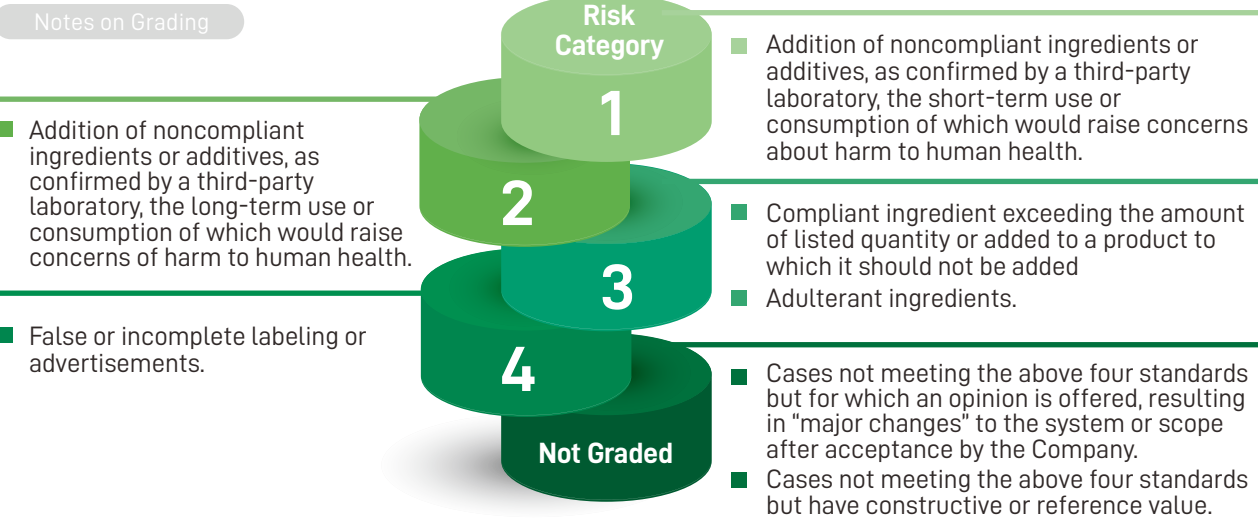 Notes on Grading
Risk
Category
1
Addition of noncompliant ingredients or
additives, as confirmed by a third-party
laboratory, the short-term use or
consumption of which would raise concerns
about harm to human health.
2
Addition of noncompliant
ingredients or additives, as
confirmed by a third-party
laboratory, the long-term use or
consumption of which would raise
concerns of harm to human health.
3
Compliant ingredient exceeding the amount
of listed quantity or added to a product to
which it should not be added
Adulterant ingredients.
4
False or incomplete labeling or
advertisements.
Not Graded
Cases not meeting the above four standards
but for which an opinion is offered, resulting
in “major changes” to the system or scope
after acceptance by the Company.
Cases not meeting the above four standards
but have constructive or reference value.